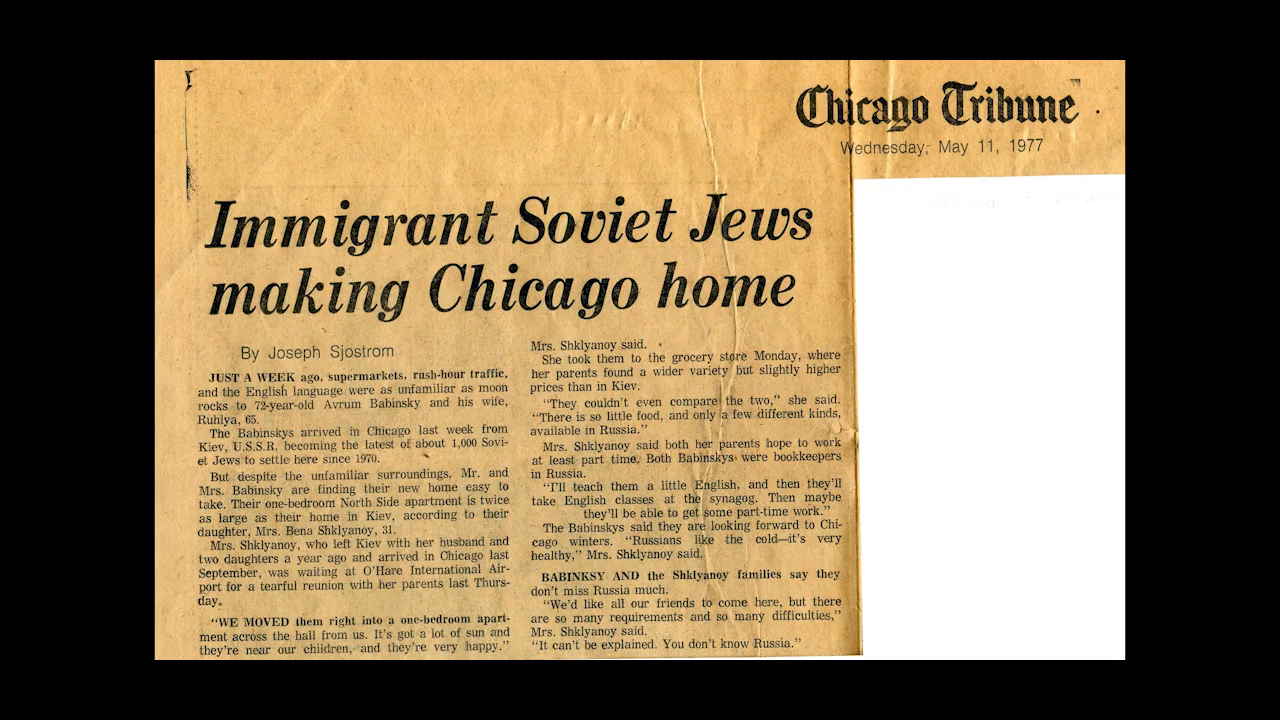 Chicago Tribune
Wednesday, May 11, 1977
Immigrant Soviet Jews
making Chicago home
By Joseph Sjostrom
JUST A WEEK ago, supermarkets, rush-hour traffic,
and the English language were as unfamiliar as moon
rocks to 72-year-old Avrum Babinsky and his wife,
Ruhlya, 65.
The Babinskys arrived in Chicago last week from
Kiev, U.S.S.R. becoming the latest of about 1,000 Sovi-
et Jews to settle here since 1970.
But despite the unfamiliar surroundings, Mr. and
Mrs. Babinsky are finding their new home easy to
take. Their one-bedroom North Side apartment is twice
as large as their home in Kiev, according to their
daughter, Mrs. Bena Shklyanoy, 31.
Mrs. Shklyanoy, who left Kiev with her husband and
two daughters a year ago and arrived in Chicago last
September, was waiting at O'Hare International Air-
port for a tearful reunion with her parents last Thurs-
day.
"WE MOVED them right into a one-bedroom apart-
ment across the hall from us. It's got a lot of sun and
they're near our children, and they're very happy."
Mrs. Shklyanoy said.
She took them to the grocery store Monday, where
her parents found a wider variety but slightly higher
prices than in Kiev.
"They couldn't even compare the two," she said.
"There is so little food, and only a few different kinds,
available in Russia."
Mrs. Shklyanoy said both her parents hope to work
at least part time. Both Babinskys were bookkeepers
in Russia.
"I'll teach them a little English, and then they'll
take English classes at the synagog. Then maybe
they'll be able to get some part-time work."
The Babinskys said they are looking forward to Chi-
cago winters. "Russians like the cold—it's very
healthy," Mrs. Shklyanoy said.
BABINKSY AND the Shklyanoy families say they
don't miss Russia much.
"We'd like all our friends to come here, but there
are so many requirements and so many difficulties,"
Mrs. Shklyanoy said.
"It can't be explained. You don't know Russia."